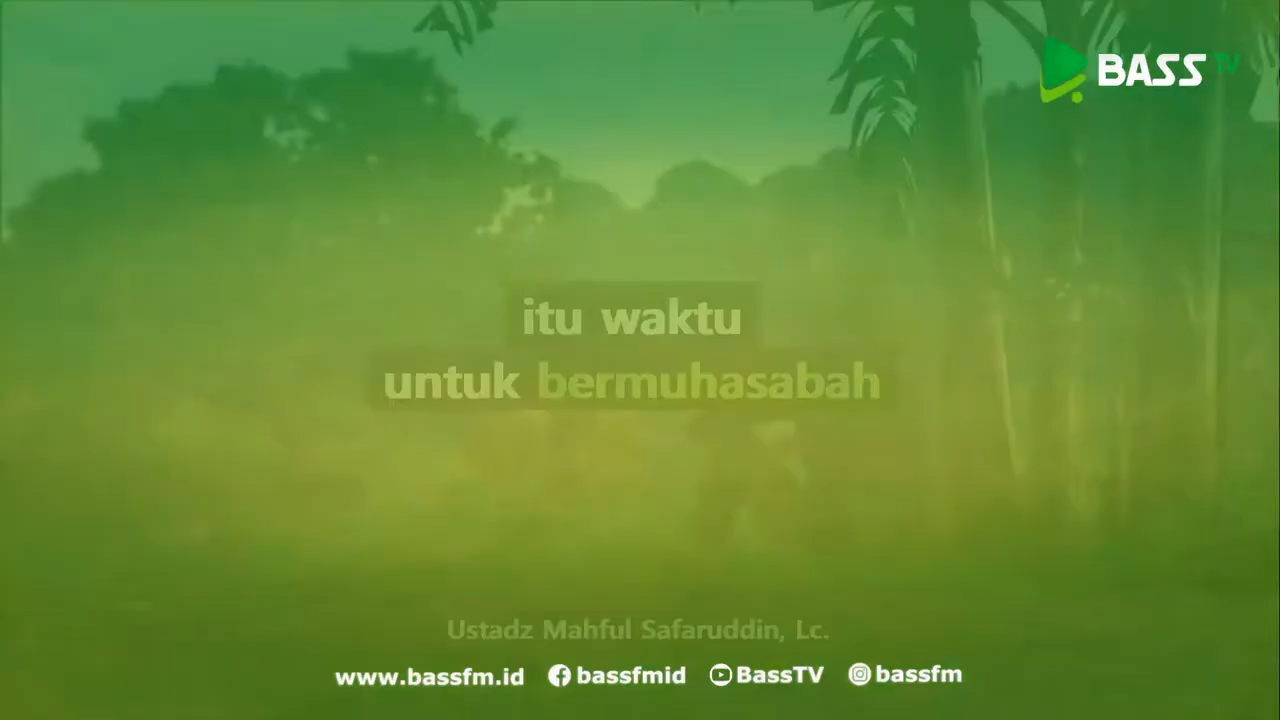 BASS TV
itu waktu
untuk bermuhasabah
Ustadz Mahful Safaruddin, Lc.
www.bassfm.id bassfmid BassTV bassfm